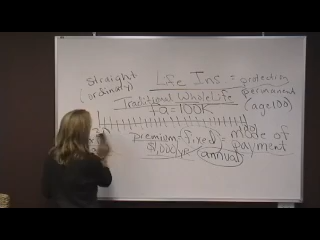 straight
(ordinary)
Life Ins = protection
Traditional Whole Life
permanent
(age 100)
fa = 100K
100
premium = fixed = mode of
payment
$1,000/yr
annual